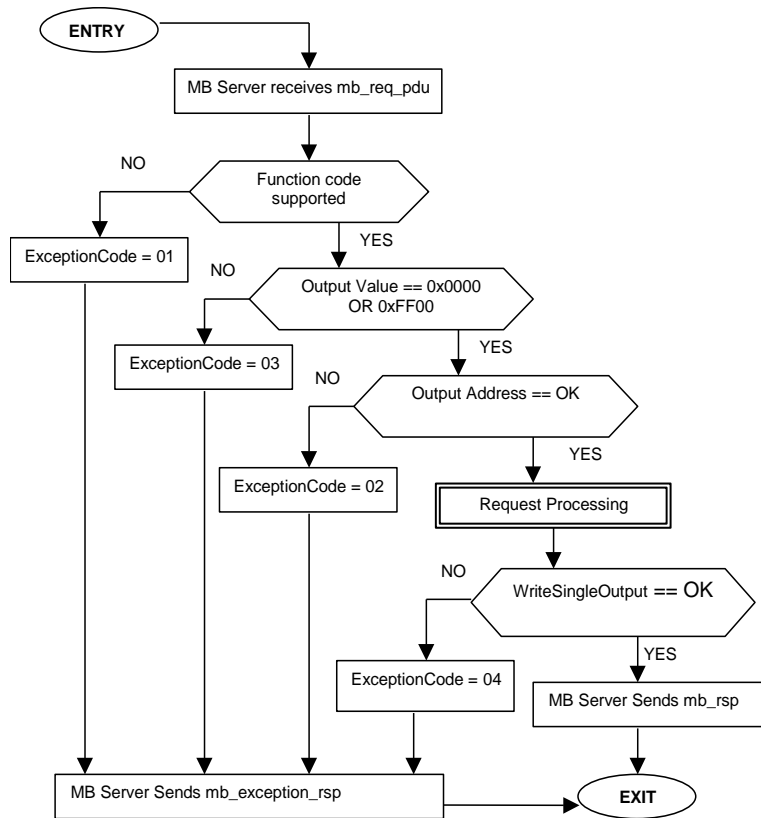 ENTRY
MB Server receives mb_req_pdu
NO
Function code
supported
YES
ExceptionCode = 01
NO
Output Value == 0x0000
OR 0xFF00
YES
ExceptionCode = 03
NO
Output Address == OK
YES
ExceptionCode = 02
Request Processing
NO
WriteSingleOutput == OK
YES
ExceptionCode = 04
MB Server Sends mb_rsp
MB Server Sends mb_exception_rsp
EXIT